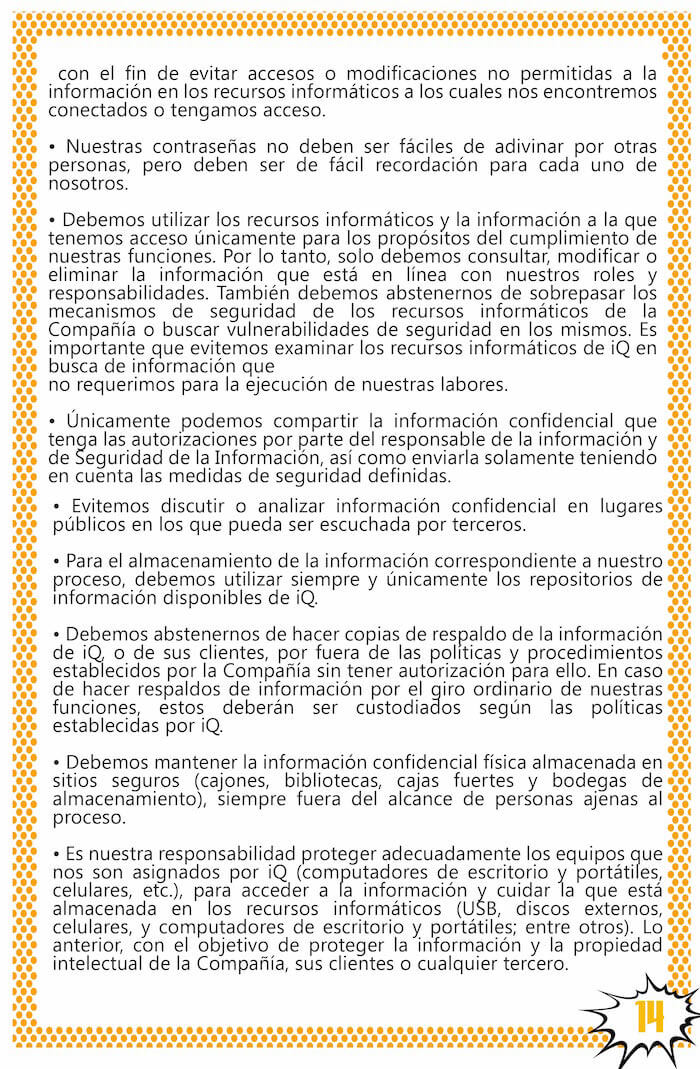 con el fin de evitar accesos o modificaciones no permitidas a la
información en los recursos informáticos a los cuales nos encontremos
conectados o tengamos acceso.
• Nuestras contraseñas no deben ser fáciles de adivinar por otras
personas, pero deben ser de fácil recordación para cada uno de
nosotros.
• Debemos utilizar los recursos informáticos y la información a la que
tenemos acceso únicamente para los propósitos del cumplimiento de
nuestras funciones. Por lo tanto, solo debemos consultar, modificar o
eliminar la información que está en línea con nuestros roles y
responsabilidades. También debemos abstenernos de sobrepasar los
mecanismos de seguridad de los recursos informáticos de la
Compañía o buscar vulnerabilidades de seguridad en los mismos. Es
importante que evitemos examinar los recursos informáticos de iQ en
busca de información que
no requerimos para la ejecución de nuestras labores.
• Únicamente podemos compartir la información confidencial que
tenga las autorizaciones por parte del responsable de la información y
de Seguridad de la Información, así como enviarla solamente teniendo
en cuenta las medidas de seguridad definidas.
• Evitemos discutir o analizar información confidencial en lugares
públicos en los que pueda ser escuchada por terceros.
• Para el almacenamiento de la información correspondiente a nuestro
proceso, debemos utilizar siempre y únicamente los repositorios de
información disponibles de iQ.
• Debemos abstenernos de hacer copias de respaldo de la información
de iQ, o de sus clientes, por fuera de las políticas y procedimientos
establecidos por la Compañía sin tener autorización para ello. En caso
de hacer respaldos de información por el giro ordinario de nuestras
funciones, estos deberán ser custodiados según las políticas
establecidas por iQ.
• Debemos mantener la información confidencial física almacenada en
sitios seguros (cajones, bibliotecas, cajas fuertes y bodegas de
almacenamiento), siempre fuera del alcance de personas ajenas al
proceso.
• Es nuestra responsabilidad proteger adecuadamente los equipos que
nos son asignados por iQ (computadores de escritorio y portátiles,
celulares, etc.), para acceder a la información y cuidar la que está
almacenada en los recursos informáticos (USB, discos externos,
celulares, y computadores de escritorio y portátiles; entre otros). Lo
anterior, con el objetivo de proteger la información y la propiedad
intelectual de la Compañía, sus clientes o cualquier tercero.
14